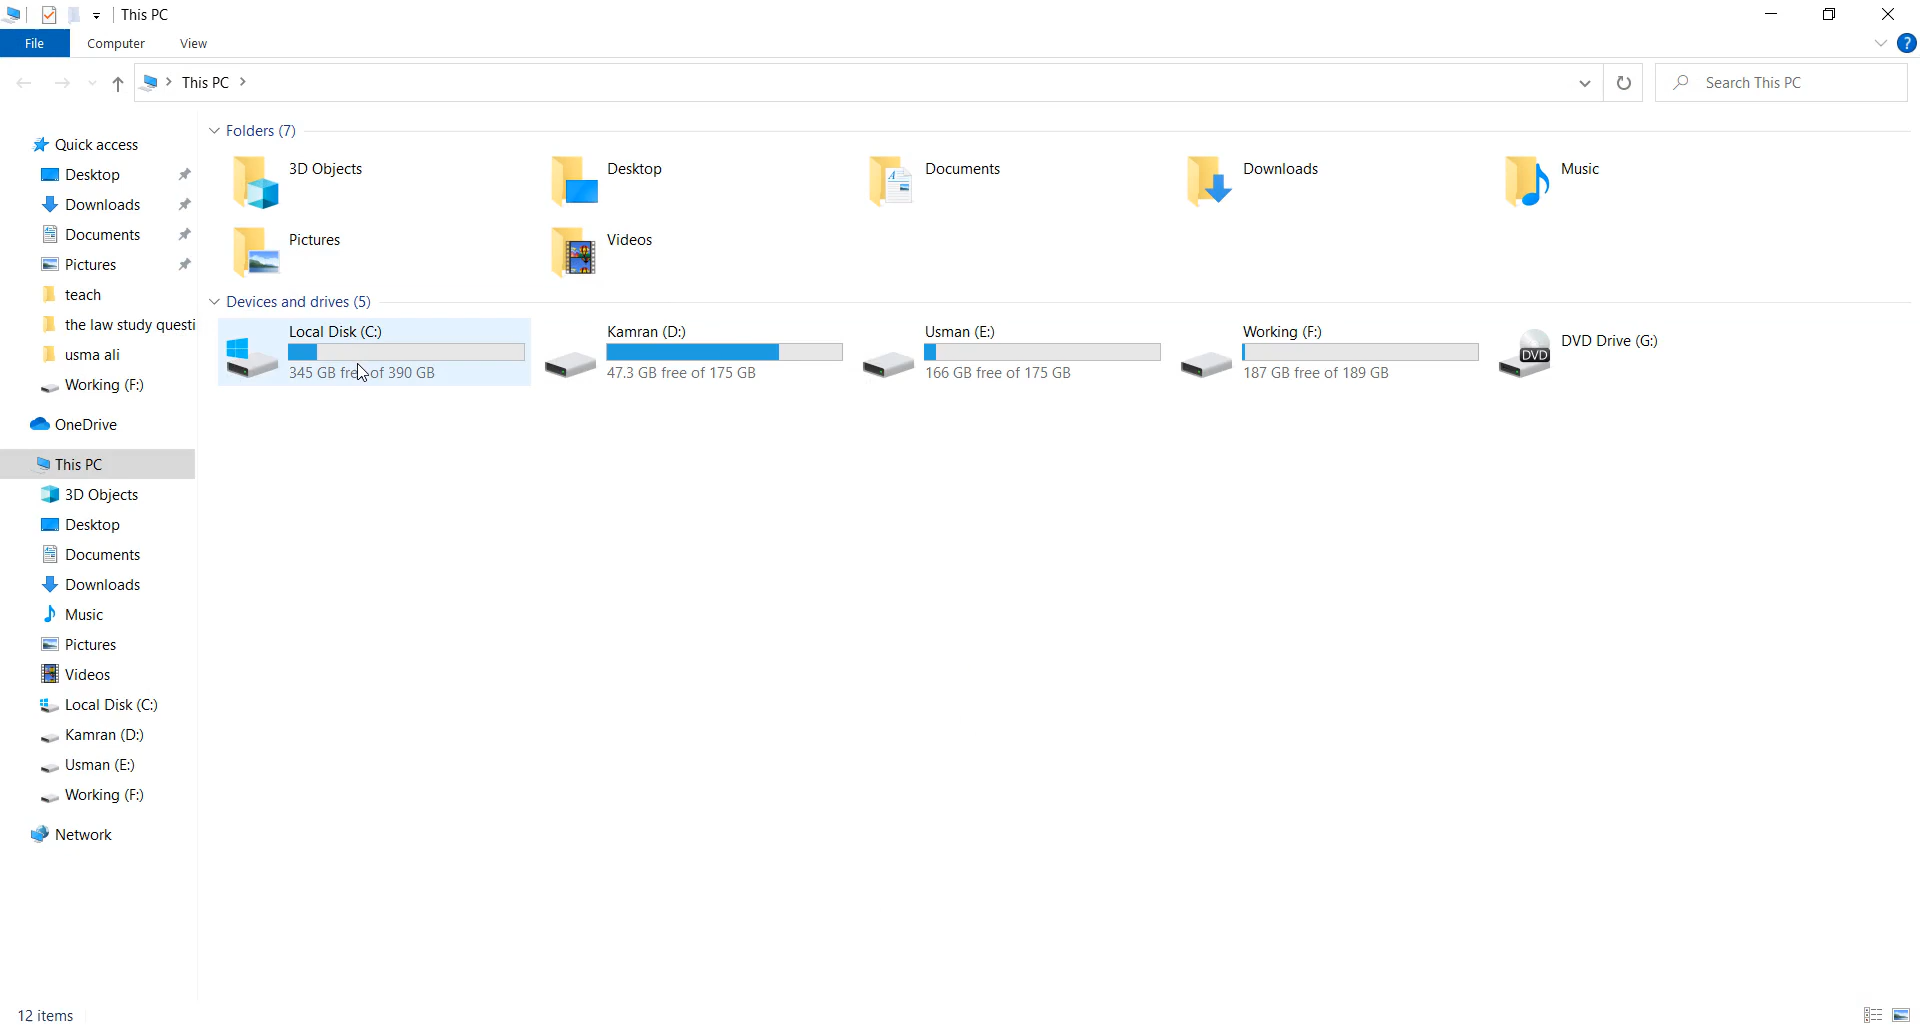 This PC
File Computer View
This PC
Search This PC
Quick access
Desktop
Downloads
Documents
Pictures
teach
the law study questi
usma ali
Working (F:)
OneDrive
This PC
3D Objects
Desktop
Documents
Downloads
Music
Pictures
Videos
Local Disk (C:)
Kamran (D:)
Usman (E:)
Working (F:)
Network
Folders (7)
3D Objects
Desktop
Documents
Downloads
Music
Pictures
Videos
Devices and drives (5)
Local Disk (C:)
345 GB free of 390 GB
Kamran (D:)
47.3 GB free of 175 GB
Usman (E:)
166 GB free of 175 GB
Working (F:)
187 GB free of 189 GB
DVD
DVD Drive (G:)
12 items